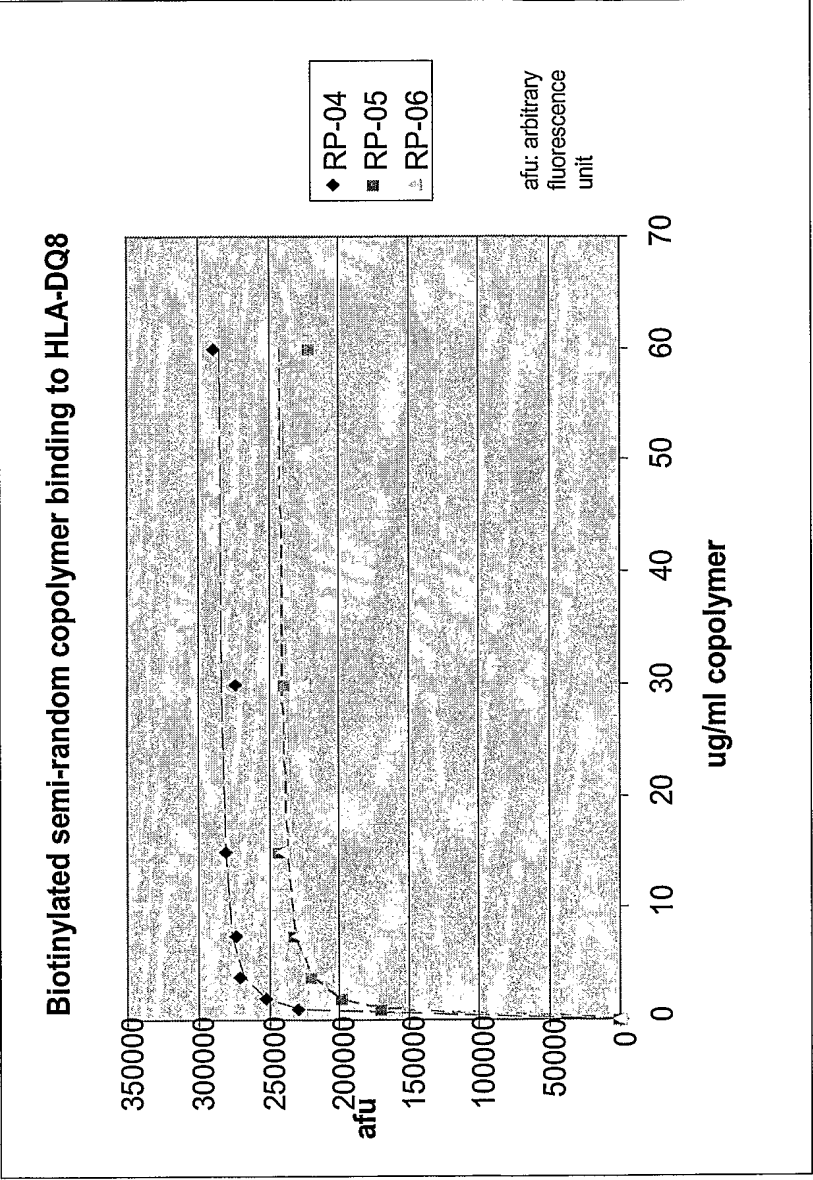 Biotinylated semi-random copolymer binding to HLA-DQ8
350000
300000
250000
200000
150000
100000
50000
0
afu
0 10 20 30 40 50 60 70
ug/ml copolymer
RP-04
RP-05
RP-06
afu: arbitrary
fluorescence
unit